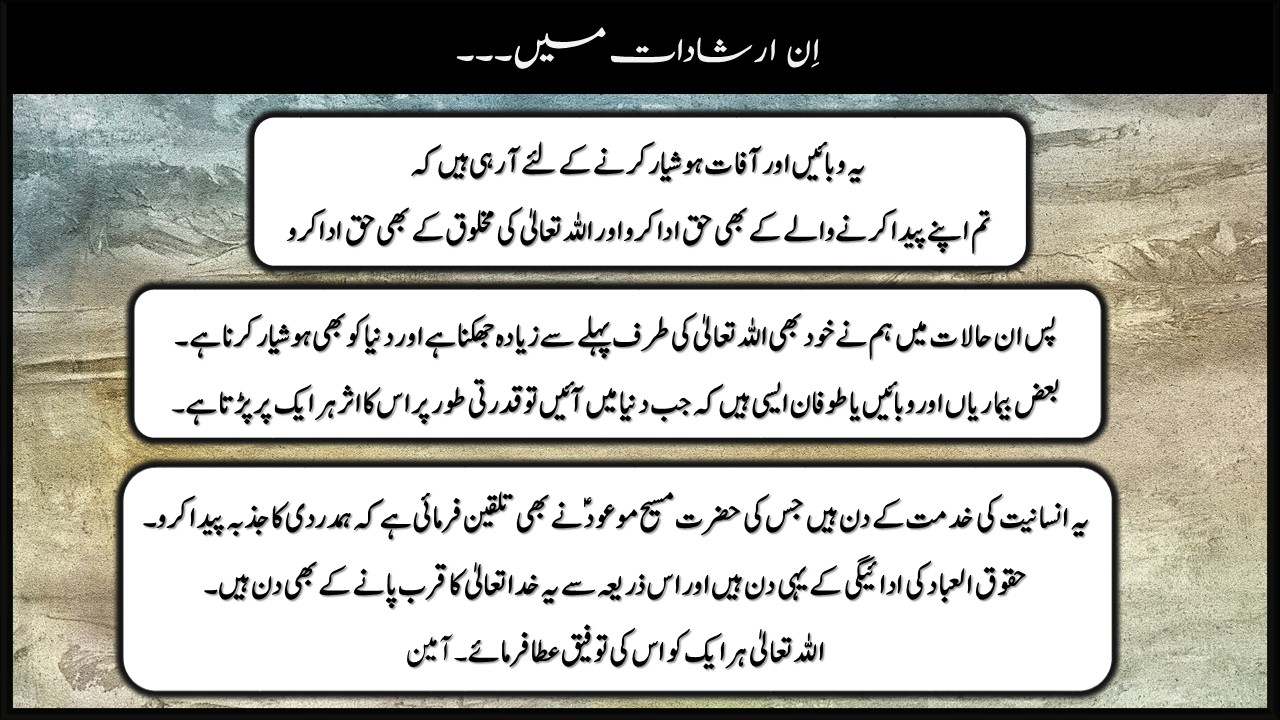 اِن ارشادات میں۔۔۔
یہ وبائیں اور آفات ہوشیار کرنے کے لئے آ رہی ہیں کہ
تم اپنے پیدا کرنے والے کے بھی حق ادا کرو اور اللہ تعالیٰ کی مخلوق کے بھی حق ادا کرو
پس ان حالات میں ہم نے خود بھی اللہ تعالیٰ کی طرف پہلے سے زیادہ جھکنا ہے اور دنیا کو بھی ہوشیار کرنا ہے۔
بعض بیماریاں اور وبائیں یا طوفان ایسی ہیں کہ جب دنیا میں آئیں تو قدرتی طور پر اس کا اثر ہر ایک پر پڑتا ہے۔
یہ انسانیت کی خدمت کے دن ہیں جس کی حضرت مسیح موعودؑ نے بھی تلقین فرمائی ہے کہ ہمدردی کا جذبہ پیدا کرو۔
حقوق العباد کی ادائیگی کے یہی دن ہیں اور اس ذریعہ سے یہ خدا تعالیٰ کا قرب پانے کے بھی دن ہیں۔
اللہ تعالیٰ ہر ایک کو اس کی توفیق عطا فرمائے۔ آمین